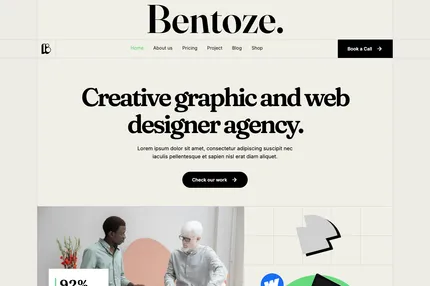 Bentoze.
B
Home About us Pricing Project Blog Shop
Book a Call
Creative graphic and web
designer agency.
Lorem ipsum dolor sit amet, consectetur adipiscing suscipit nec
iaculis pellentesque et sapien nisl erat diam aliquet.
Check our work
92%